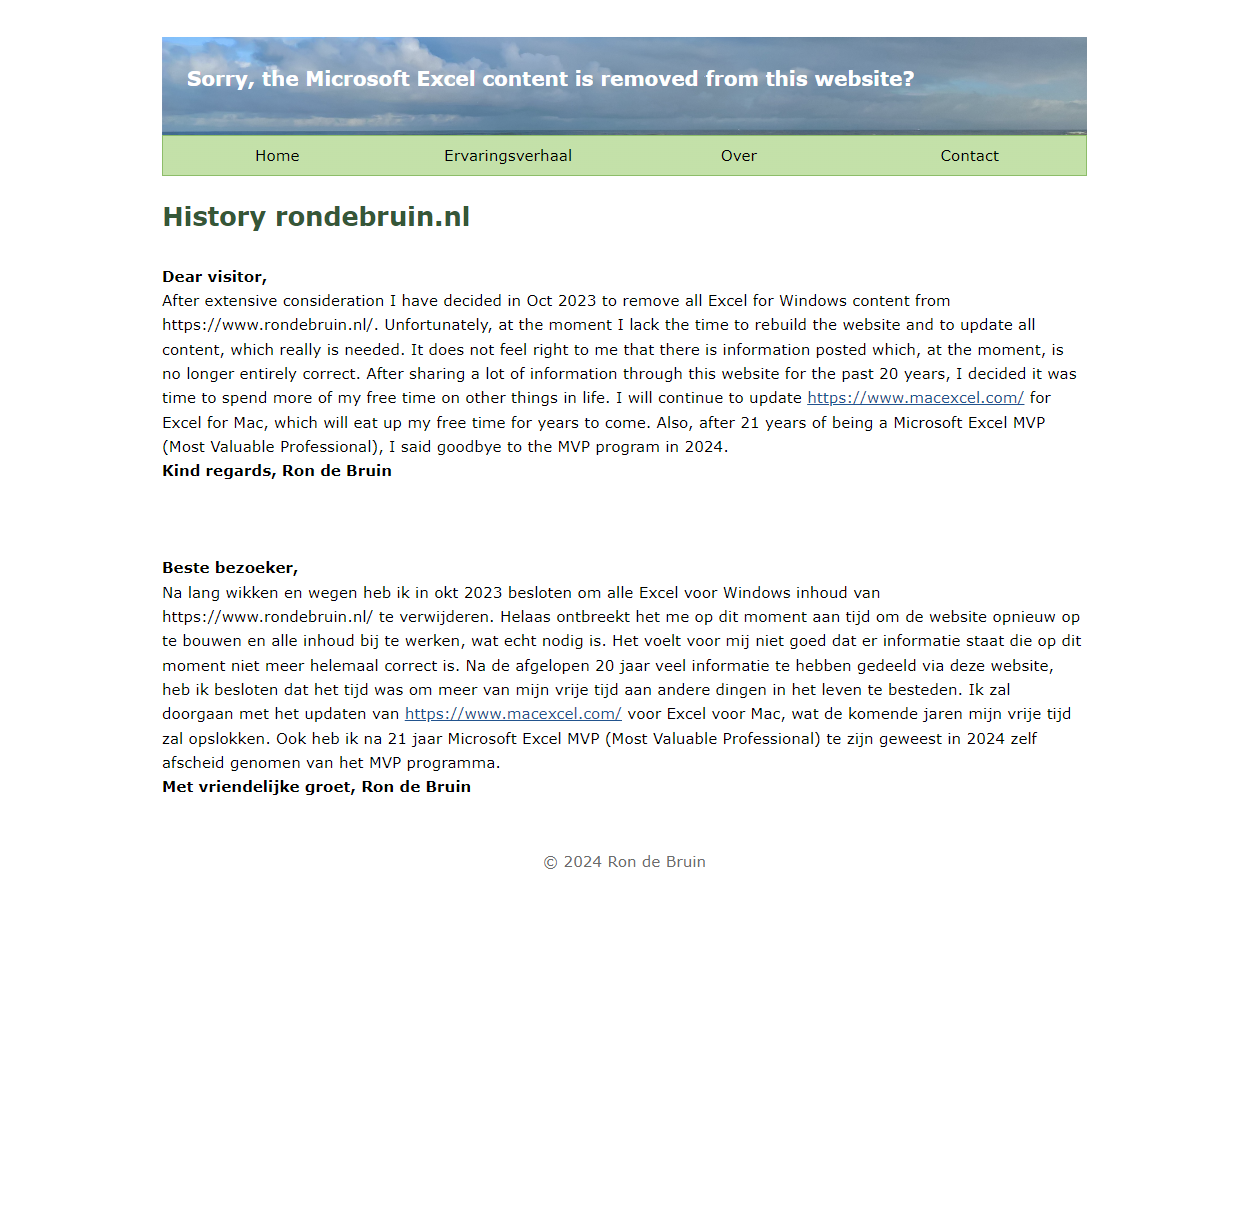 Sorry, the Microsoft Excel content is removed from this website?
Home
Ervaringsverhaal
Over
Contact
History rondebruin.nl
Dear visitor,
After extensive consideration I have decided in Oct 2023 to remove all Excel for Windows content from
https://www.rondebruin.nl/. Unfortunately, at the moment I lack the time to rebuild the website and to update all
content, which really is needed. It does not feel right to me that there is information posted which, at the moment, is
no longer entirely correct. After sharing a lot of information through this website for the past 20 years, I decided it was
time to spend more of my free time on other things in life. I will continue to update https://www.macexcel.com/ for
Excel for Mac, which will eat up my free time for years to come. Also, after 21 years of being a Microsoft Excel MVP
(Most Valuable Professional), I said goodbye to the MVP program in 2024.
Kind regards, Ron de Bruin
Beste bezoeker,
Na lang wikken en wegen heb ik in okt 2023 besloten om alle Excel voor Windows inhoud van
https://www.rondebruin.nl/ te verwijderen. Helaas ontbreekt het me op dit moment aan tijd om de website opnieuw op
te bouwen en alle inhoud bij te werken, wat echt nodig is. Het voelt voor mij niet goed dat er informatie staat die op dit
moment niet meer helemaal correct is. Na de afgelopen 20 jaar veel informatie te hebben gedeeld via deze website,
heb ik besloten dat het tijd was om meer van mijn vrije tijd aan andere dingen in het leven te besteden. Ik zal
doorgaan met het updaten van https://www.macexcel.com/ voor Excel voor Mac, wat de komende jaren mijn vrije tijd
zal opslokken. Ook heb ik na 21 jaar Microsoft Excel MVP (Most Valuable Professional) te zijn geweest in 2024 zelf
afscheid genomen van het MVP programma.
Met vriendelijke groet, Ron de Bruin
© 2024 Ron de Bruin